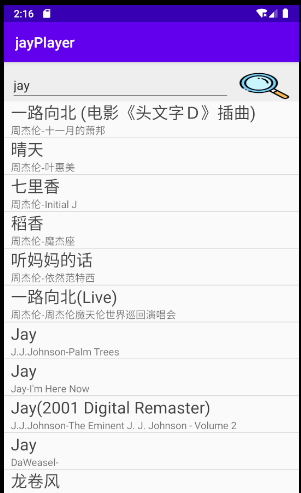 2:16
jayPlayer
jay
一路向北 (电影《头文字Ｄ》插曲)
周杰伦-十一月的萧邦
晴天
周杰伦-叶惠美
七里香
周杰伦-Initial J
稻香
周杰伦-魔杰座
听妈妈的话
周杰伦-依然范特西
一路向北(Live)
周杰伦-周杰伦魔天伦世界巡回演唱会
Jay
J.J.Johnson-Palm Trees
Jay
Jay-I'm Here Now
Jay(2001 Digital Remaster)
J.J.Johnson-The Eminent J. J. Johnson - Volume 2
Jay
DaWeasel-
龙卷风